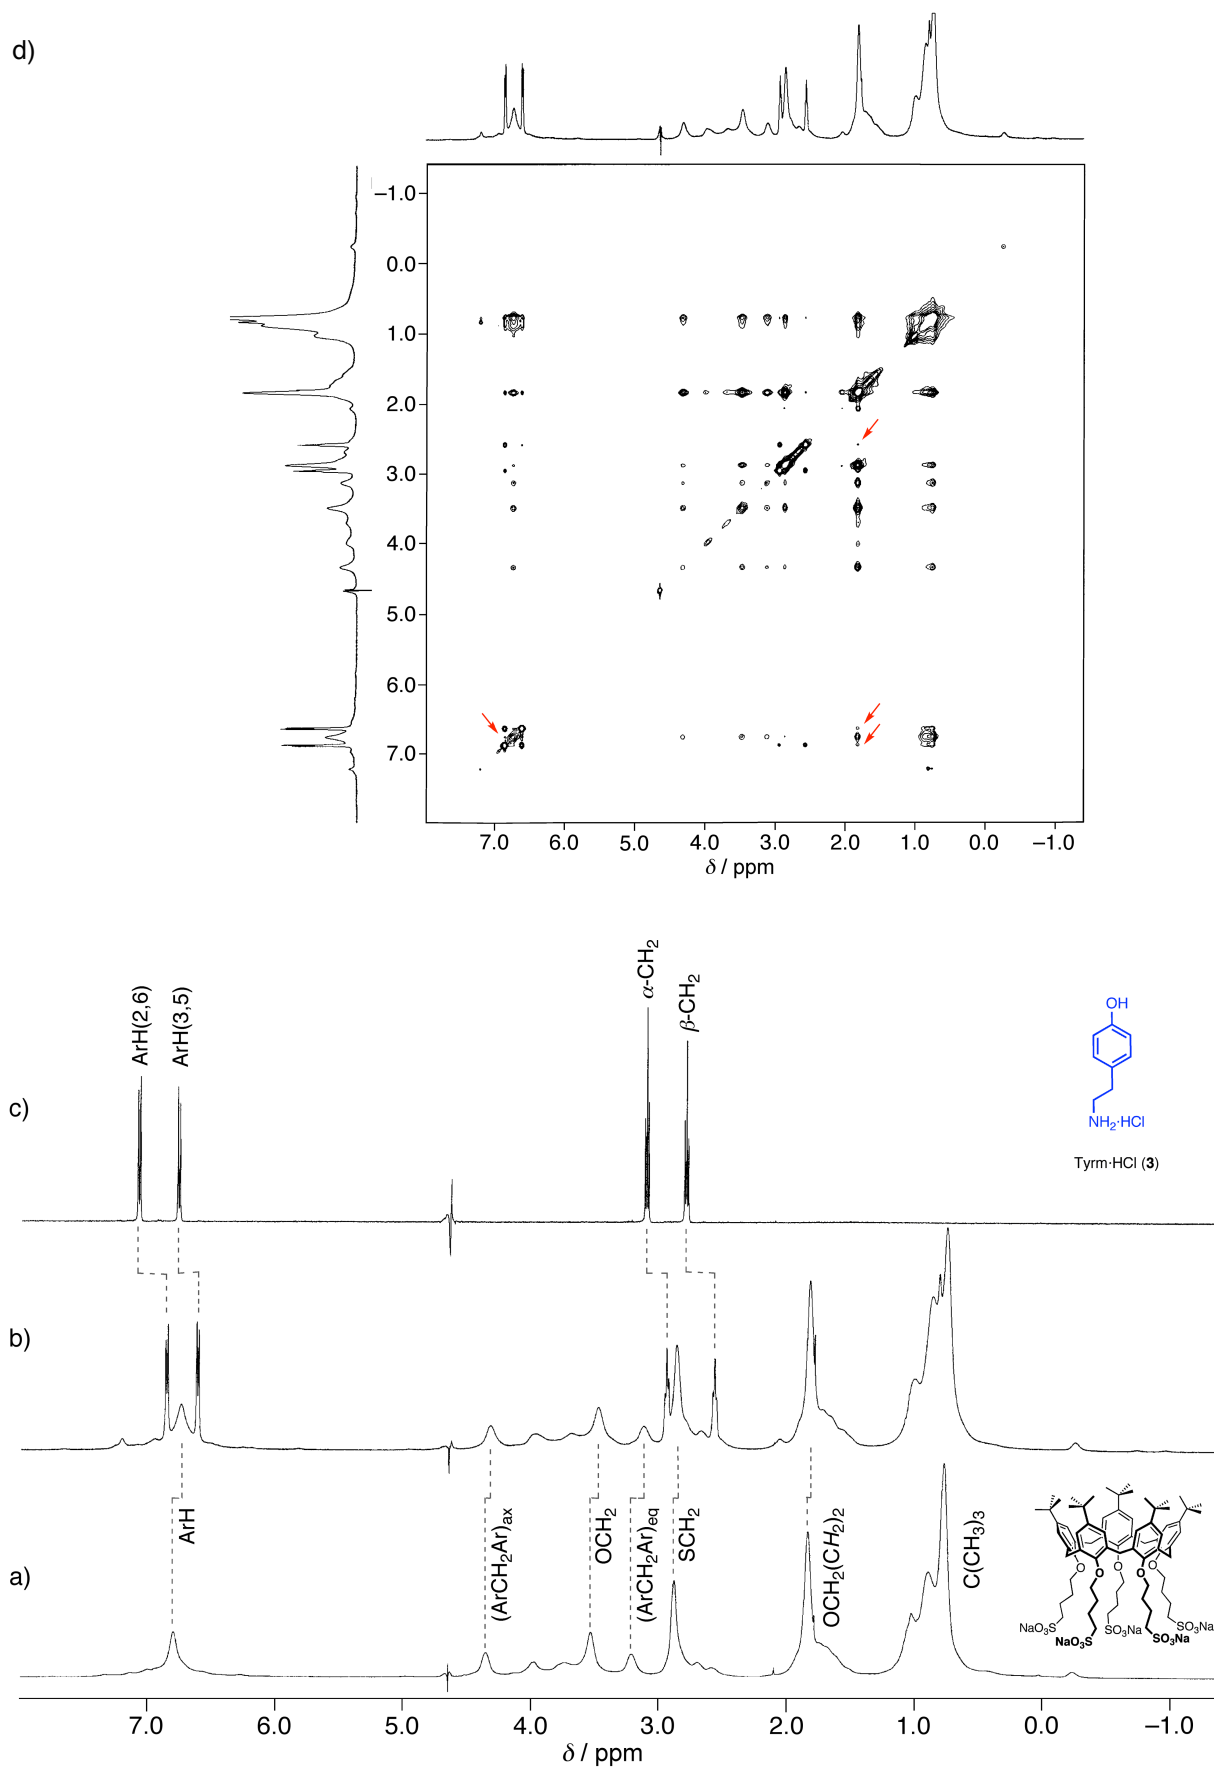 d)
–1.0
0.0
1.0
2.0
3.0
4.0
5.0
6.0
7.0
7.0 6.0 5.0 4.0 3.0 2.0 1.0 0.0 –1.0
δ / ppm
c)
ArH(2,6)
ArH(3,5)
α-CH2
β-CH2
OH
NH2·HCl
Tyrm·HCl (3)
b)
a)
ArH
(ArCH2Ar)ax
OCH2
(ArCH2Ar)eq
SCH2
OCH2(CH2)2
C(CH3)3
O O O O O
NaO3S
NaO3S
SO3Na
SO3Na
SO3Na
7.0 6.0 5.0 4.0 3.0 2.0 1.0 0.0 –1.0
δ / ppm